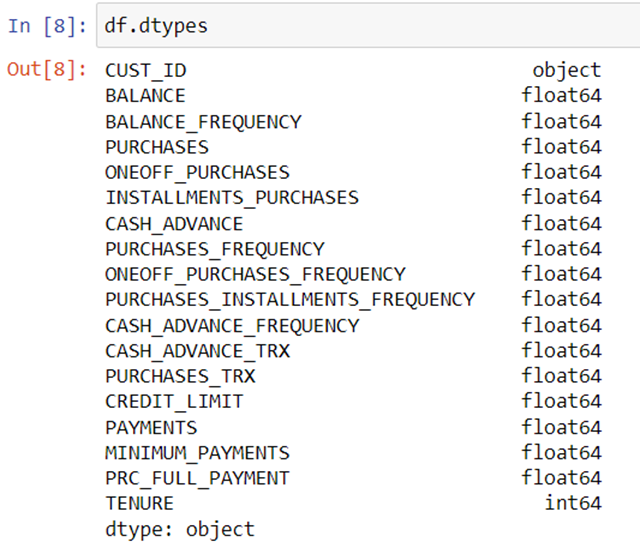 In [8]: df.dtypes
Out[8]: CUST_ID object
BALANCE float64
BALANCE_FREQUENCY float64
PURCHASES float64
ONEOFF_PURCHASES float64
INSTALLMENTS_PURCHASES float64
CASH_ADVANCE float64
PURCHASES_FREQUENCY float64
ONEOFF_PURCHASES_FREQUENCY float64
PURCHASES_INSTALLMENTS_FREQUENCY float64
CASH_ADVANCE_FREQUENCY float64
CASH_ADVANCE_TRX float64
PURCHASES_TRX float64
CREDIT_LIMIT float64
PAYMENTS float64
MINIMUM_PAYMENTS float64
PRC_FULL_PAYMENT float64
TENURE int64
dtype: object